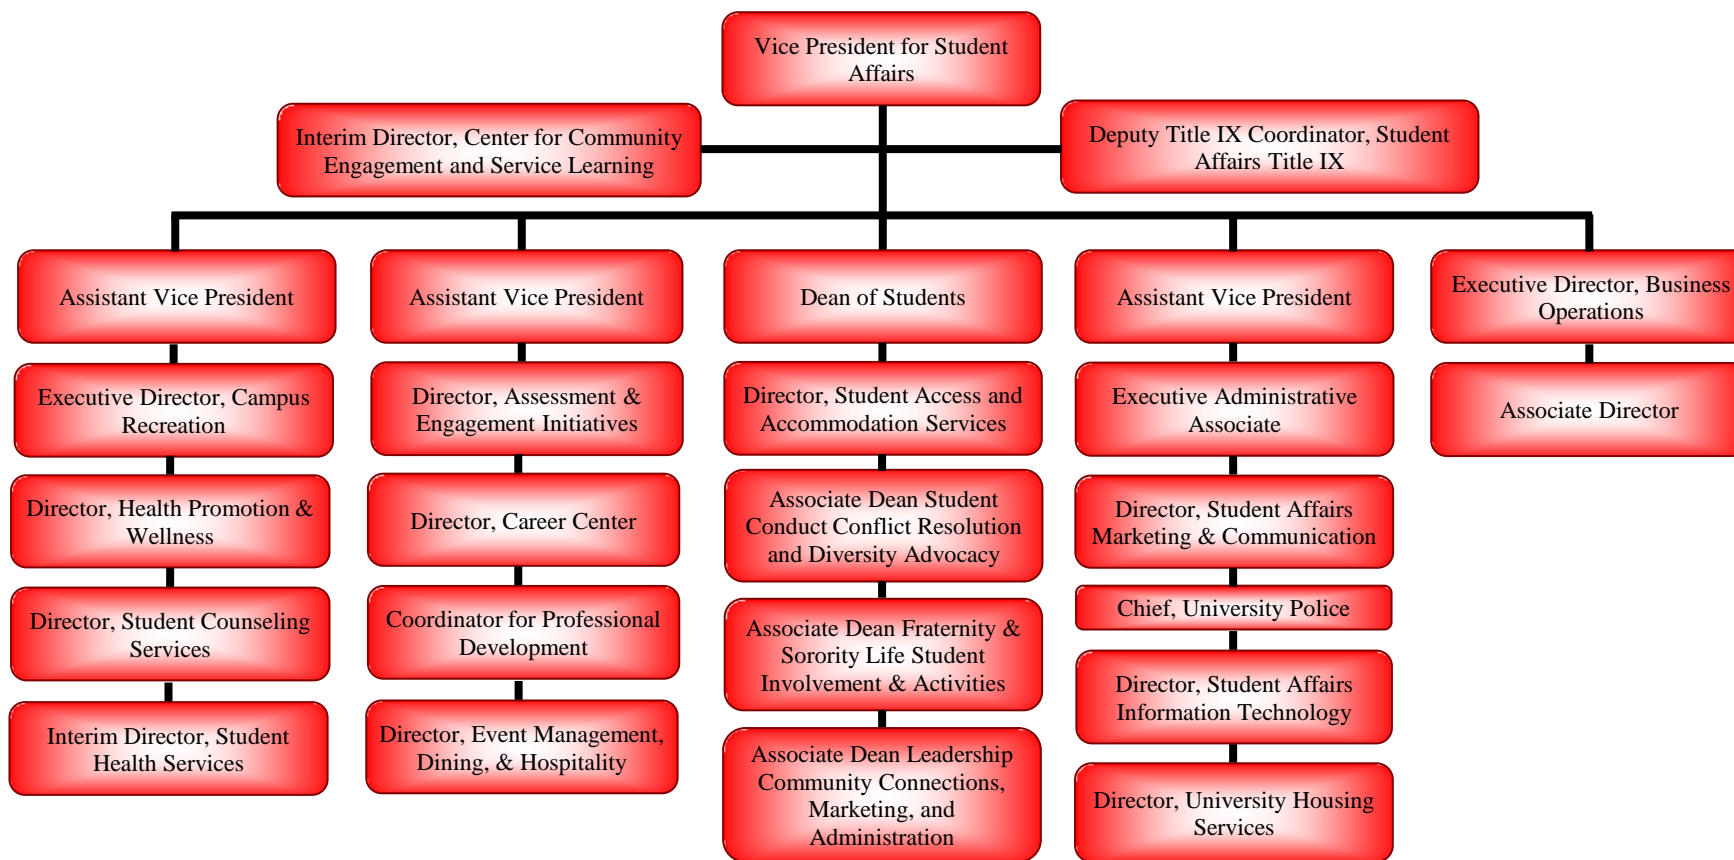 Vice President for Student
Affairs
Interim Director, Center for Community
Engagement and Service Learning
Deputy Title IX Coordinator, Student
Affairs Title IX
Assistant Vice President
Executive Director, Campus
Recreation
Director, Health Promotion &
Wellness
Director, Student Counseling
Services
Interim Director, Student
Health Services
Assistant Vice President
Director, Assessment &
Engagement Initiatives
Director, Career Center
Coordinator for Professional
Development
Director, Event Management,
Dining, & Hospitality
Dean of Students
Director, Student Access and
Accommodation Services
Associate Dean Student
Conduct Conflict Resolution
and Diversity Advocacy
Associate Dean Fraternity &
Sorority Life Student
Involvement & Activities
Associate Dean Leadership
Community Connections,
Marketing, and
Administration
Assistant Vice President
Executive Administrative
Associate
Director, Student Affairs
Marketing & Communication
Chief, University Police
Director, Student Affairs
Information Technology
Director, University Housing
Services
Executive Director, Business
Operations
Associate Director